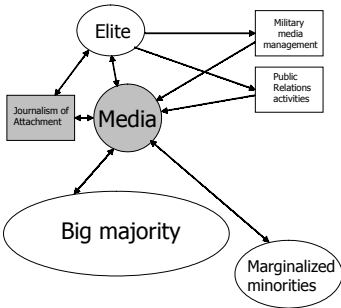 Elite
Military
media
management
Public
Relations
activities
Journalism of
Attachment
Media
Big majority
Marginalized
minorities